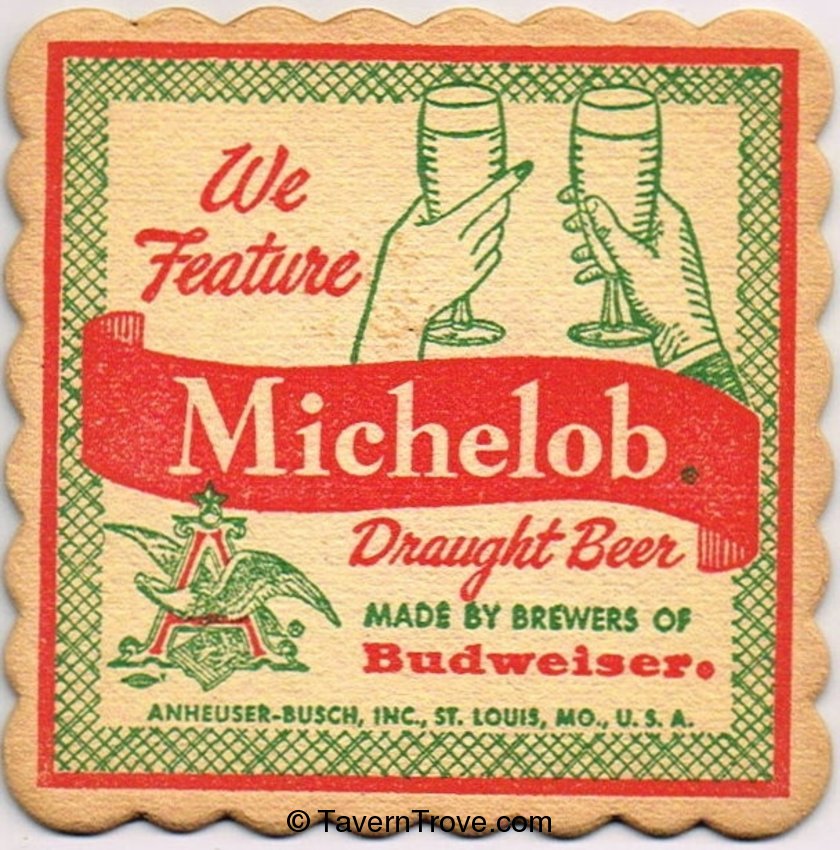 We
Feature
Michelob®
Draught Beer
A
MADE BY BREWERS OF
Budweiser®
ANHEUSER-BUSCH, INC., ST. LOUIS, MO., U. S. A.
© TavernTrove.com